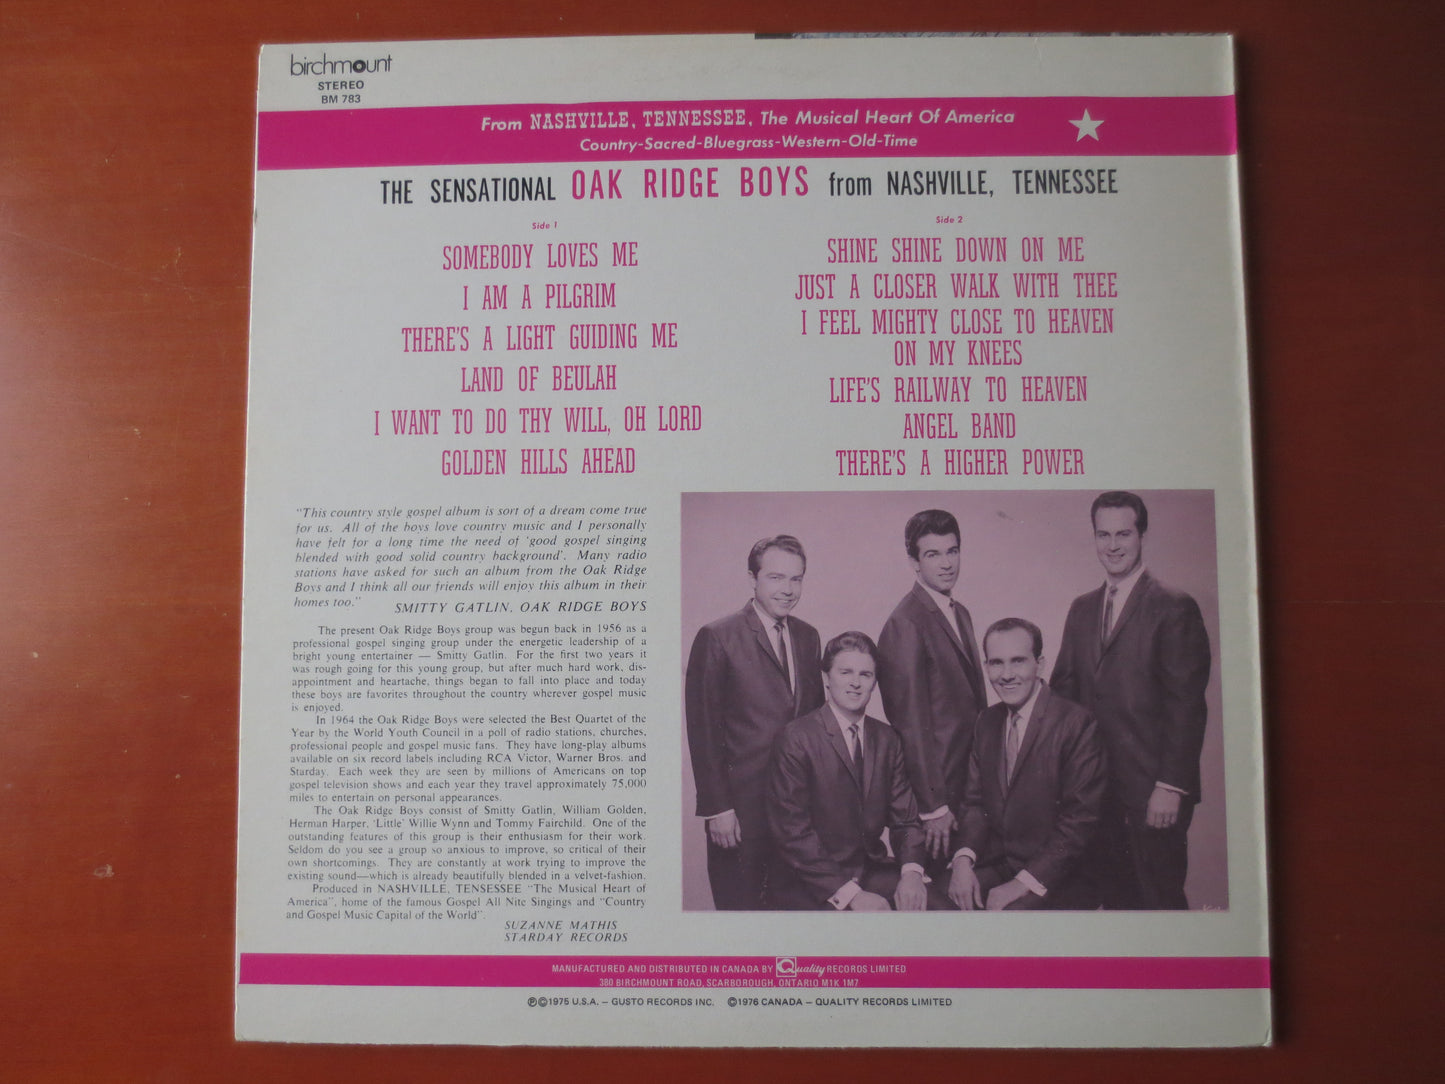 birchmount
STEREO
BM 783
From NASHVILLE, TENNESSEE, The Musical Heart Of America
Country-Sacred-Bluegrass-Western-Old-Time
THE SENSATIONAL OAK RIDGE BOYS from NASHVILLE, TENNESSEE
Side 1
SOMEBODY LOVES ME
I AM A PILGRIM
THERE'S A LIGHT GUIDING ME
LAND OF BEULAH
I WANT TO DO THY WILL, OH LORD
GOLDEN HILLS AHEAD
Side 2
SHINE SHINE DOWN ON ME
JUST A CLOSER WALK WITH THEE
I FEEL MIGHTY CLOSE TO HEAVEN
ON MY KNEES
LIFE'S RAILWAY TO HEAVEN
ANGEL BAND
THERE'S A HIGHER POWER
"This country style gospel album is sort of a dream come true
for us. All of the boys love country music and I personally
have felt for a long time the need of 'good gospel singing
blended with good solid country background'. Many radio
stations have asked for such an album from the Oak Ridge
Boys and I think all our friends will enjoy this album in their
homes too."
SMITTY GATLIN, OAK RIDGE BOYS
The present Oak Ridge Boys group was begun back in 1956 as a
professional gospel singing group under the energetic leadership of a
bright young entertainer — Smitty Gatlin. For the first two years it
was rough going for this young group, but after much hard work, dis-
appointment and heartache, things began to fall into place and today
these boys are favorites throughout the country wherever gospel music
is enjoyed.
In 1964 the Oak Ridge Boys were selected the Best Quartet of the
Year by the World Youth Council in a poll of radio stations, churches,
professional people and gospel music fans. They have long-play albums
available on six record labels including RCA Victor, Warner Bros. and
Starday. Each week they are seen by millions of Americans on top
gospel television shows and each year they travel approximately 75,000
miles to entertain on personal appearances.
The Oak Ridge Boys consist of Smitty Gatlin, William Golden,
Herman Harper, 'Little' Willie Wynn and Tommy Fairchild. One of the
outstanding features of this group is their enthusiasm for their work.
Seldom do you see a group so anxious to improve, so critical of their
own shortcomings. They are constantly at work trying to improve the
existing sound—which is already beautifully blended in a velvet-fashion.
Produced in NASHVILLE, TENSESSEE "The Musical Heart of
America", home of the famous Gospel All Nite Singings and "Country
and Gospel Music Capital of the World".
SUZANNE MATHIS
STARDAY RECORDS
MANUFACTURED AND DISTRIBUTED IN CANADA BY Quality RECORDS LIMITED
380 BIRCHMOUNT ROAD, SCARBOROUGH, ONTARIO M1K 1M7
℗©1975 U.S.A. – GUSTO RECORDS INC. ©1976 CANADA – QUALITY RECORDS LIMITED